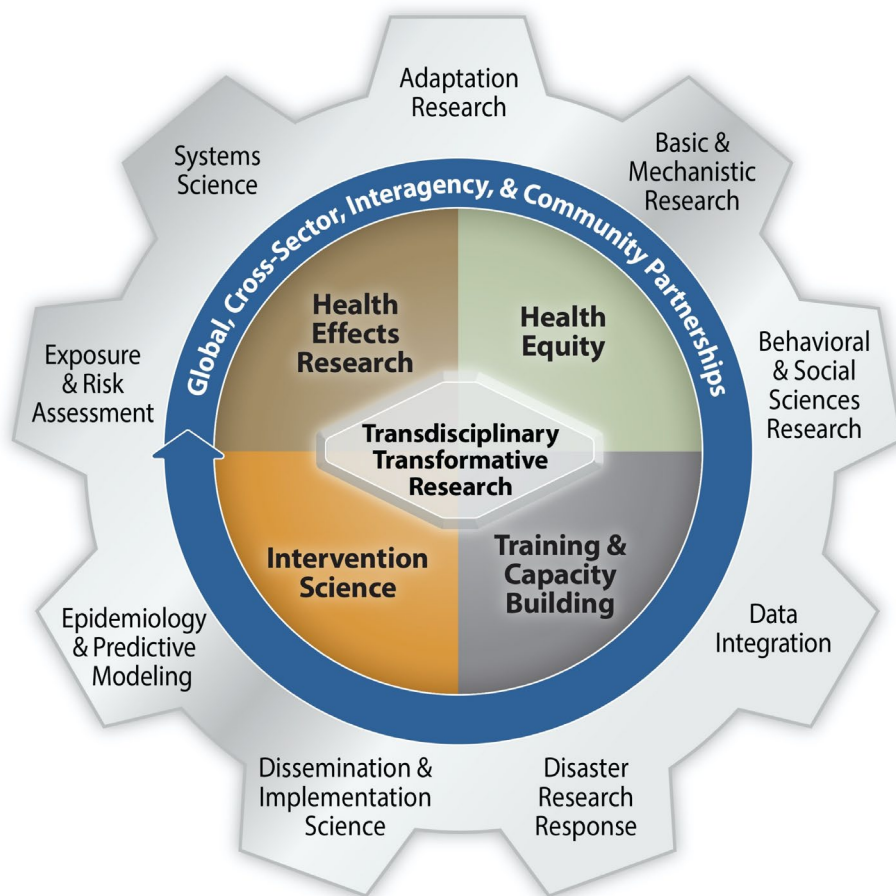 Adaptation
Research
Basic &
Mechanistic
Research
Behavioral
& Social
Sciences
Research
Data
Integration
Disaster
Research
Response
Dissemination &
Implementation
Science
Epidemiology
& Predictive
Modeling
Exposure
& Risk
Assessment
Systems
Science
Global, Cross-Sector, Interagency, & Community Partnerships
Health
Effects
Research
Health
Equity
Transdisciplinary
Transformative
Research
Intervention
Science
Training &
Capacity
Building